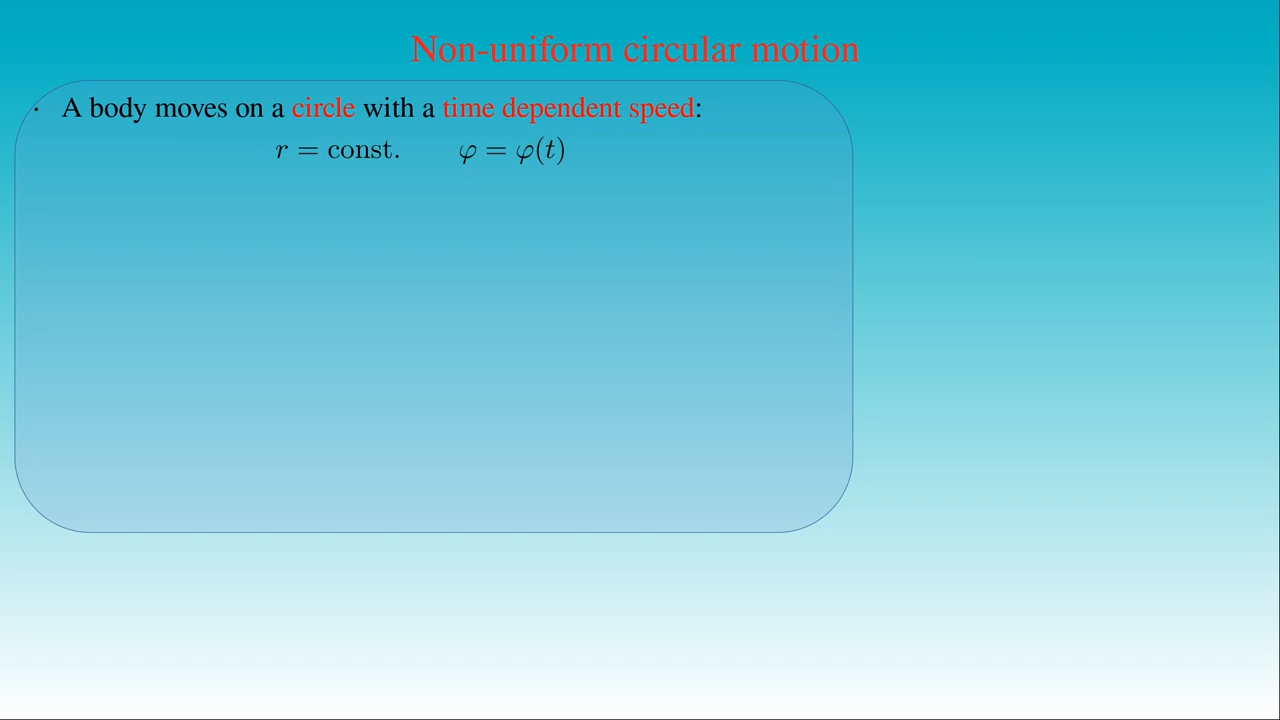 Non-uniform circular motion
· A body moves on a circle with a time dependent speed:
r = const. φ = φ(t)